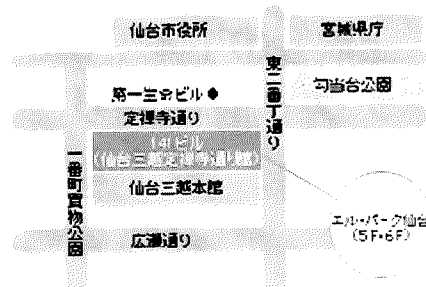 仙台市役所
宮城県庁
東二番丁通り
勾当台公園
第一生命ビル
定禅寺通り
141ビル
(仙台三越定禅寺通り館)
仙台三越本館
一番町買物公園
エル・パーク仙台
(5F・6F)
広瀬通り